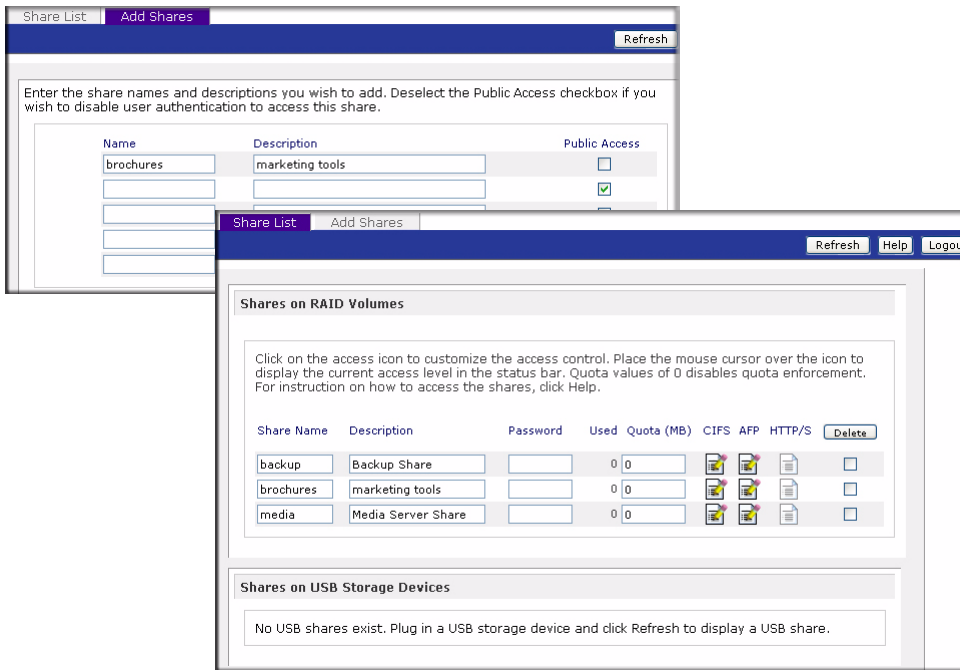 Share List Add Shares
Refresh
Enter the share names and descriptions you wish to add. Deselect the Public Access checkbox if you
wish to disable user authentication to access this share.
Name Description Public Access
brochures marketing tools
Share List Add Shares
Refresh Help Logou
Shares on RAID Volumes
Click on the access icon to customize the access control. Place the mouse cursor over the icon to
display the current access level in the status bar. Quota values of 0 disables quota enforcement.
For instruction on how to access the shares, click Help.
Share Name Description Password Used Quota (MB) CIFS AFP HTTP/S Delete
backup Backup Share 0 0
brochures marketing tools 0 0
media Media Server Share 0 0
Shares on USB Storage Devices
No USB shares exist. Plug in a USB storage device and click Refresh to display a USB share.